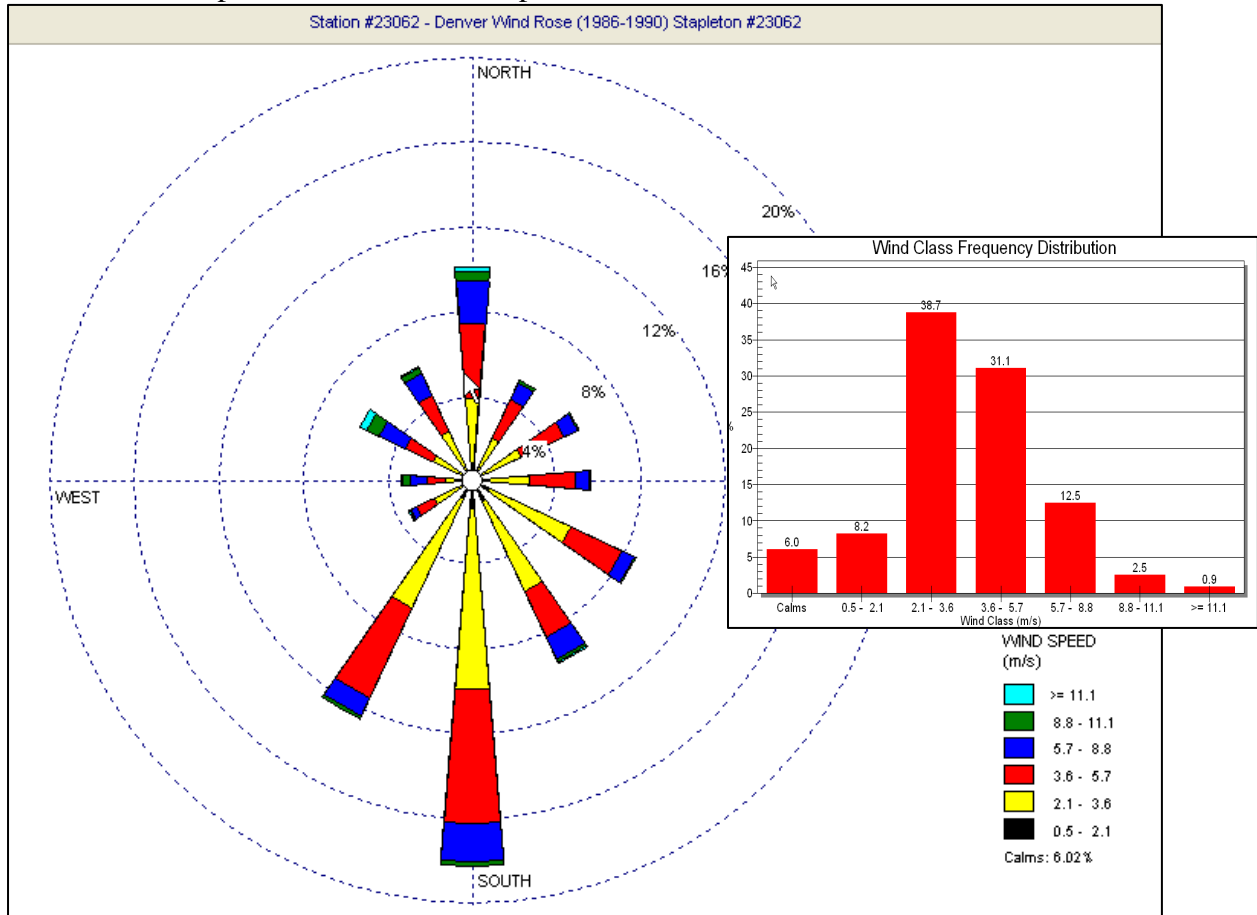 Station #23062 - Denver Wind Rose (1986-1990) Stapleton #23062
NORTH
20%
16%
12%
8%
4%
WEST
SOUTH
Wind Class Frequency Distribution
45
40
35
30
25
20
15
10
5
0
%
6.0
8.2
38.7
31.1
12.5
2.5
0.9
Calms
0.5 - 2.1
2.1 - 3.6
3.6 - 5.7
5.7 - 8.8
8.8 - 11.1
>= 11.1
Wind Class (m/s)
WIND SPEED
(m/s)
>= 11.1
8.8 - 11.1
5.7 - 8.8
3.6 - 5.7
2.1 - 3.6
0.5 - 2.1
Calms: 6.02%